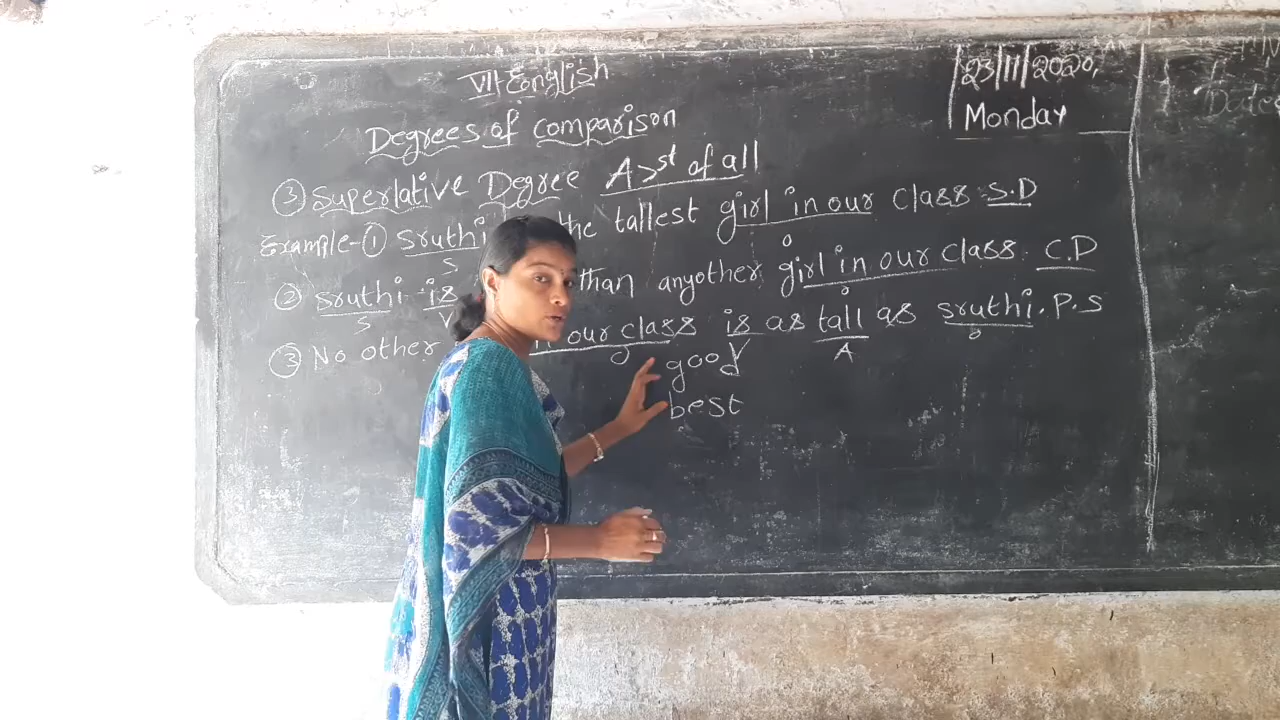 VII English
23/11/2020,
Monday
Date
Degrees of comparison
③ Superlative Degree A>st of all
Example-① Sruthi the tallest girl in our class S.D
S O
② sruthi is than anyother girl in our class. C.D
S V O
③ No other our class is as tall as sruthi. P.S
O V A O
good
best